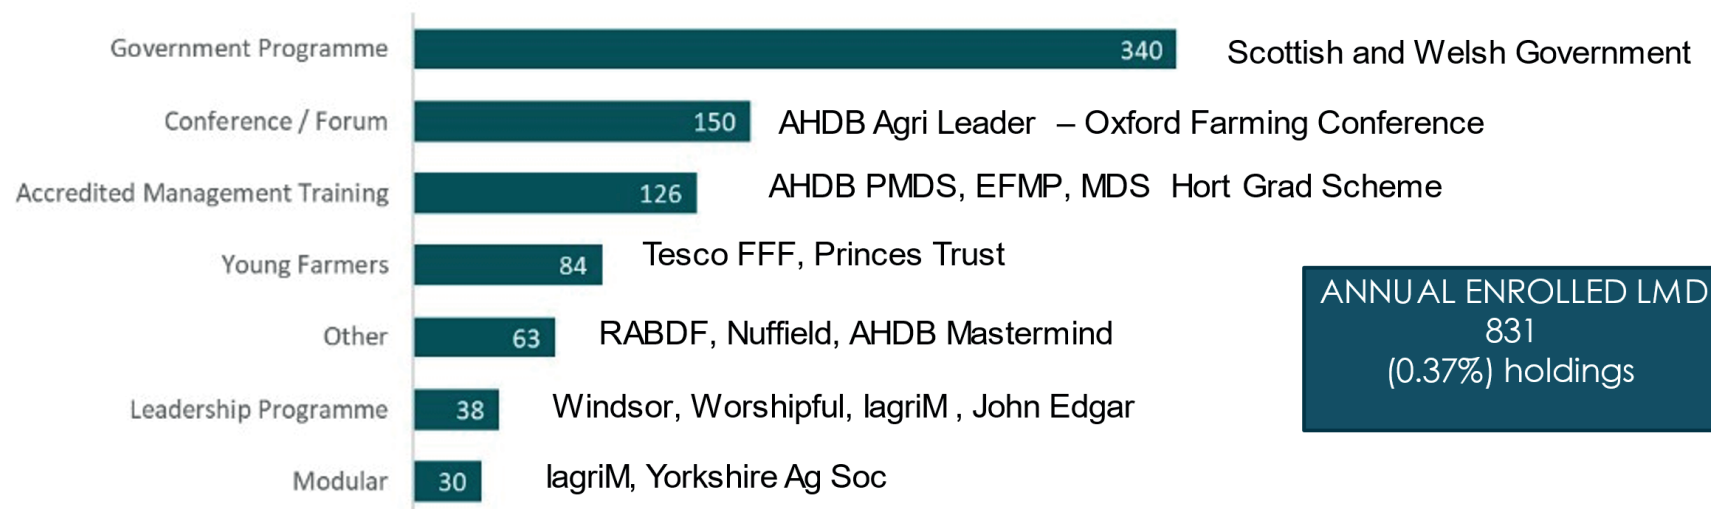 Government Programme 340 Scottish and Welsh Government
Conference / Forum 150 AHDB Agri Leader – Oxford Farming Conference
Accredited Management Training 126 AHDB PMDS, EFMP, MDS Hort Grad Scheme
Young Farmers 84 Tesco FFF, Princes Trust
Other 63 RABDF, Nuffield, AHDB Mastermind
Leadership Programme 38 Windsor, Worshipful, IagriM , John Edgar
Modular 30 IagriM, Yorkshire Ag Soc
ANNUAL ENROLLED LMD
831
(0.37%) holdings